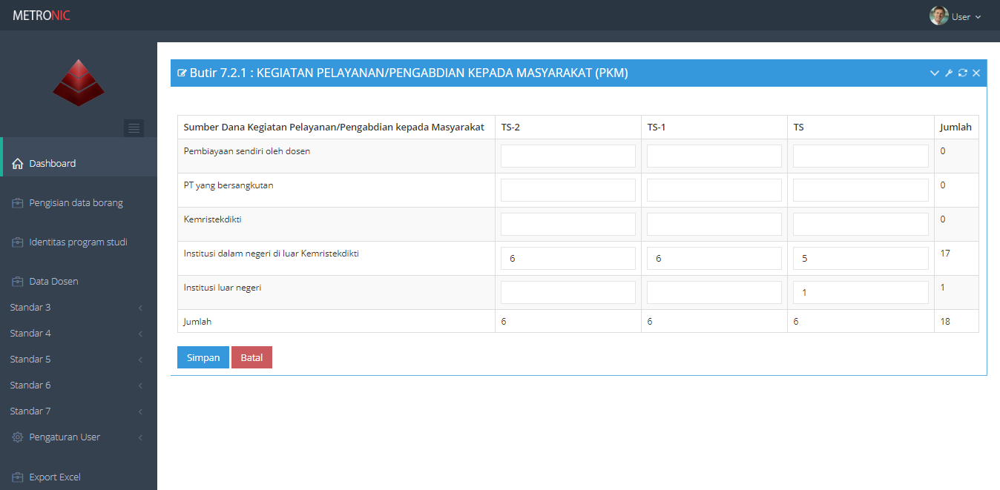 METRONIC
User
Dashboard
Pengisian data borang
Identitas program studi
Data Dosen
Standar 3
Standar 4
Standar 5
Standar 6
Standar 7
Pengaturan User
Export Excel
Butir 7.2.1 : KEGIATAN PELAYANAN/PENGABDIAN KEPADA MASYARAKAT (PKM)
Sumber Dana Kegiatan Pelayanan/Pengabdian kepada Masyarakat TS-2 TS-1 TS Jumlah
Pembiayaan sendiri oleh dosen 0
PT yang bersangkutan 0
Kemristekdikti 0
Institusi dalam negeri di luar Kemristekdikti 6 6 5 17
Institusi luar negeri 1 1
Jumlah 6 6 6 18
Simpan Batal